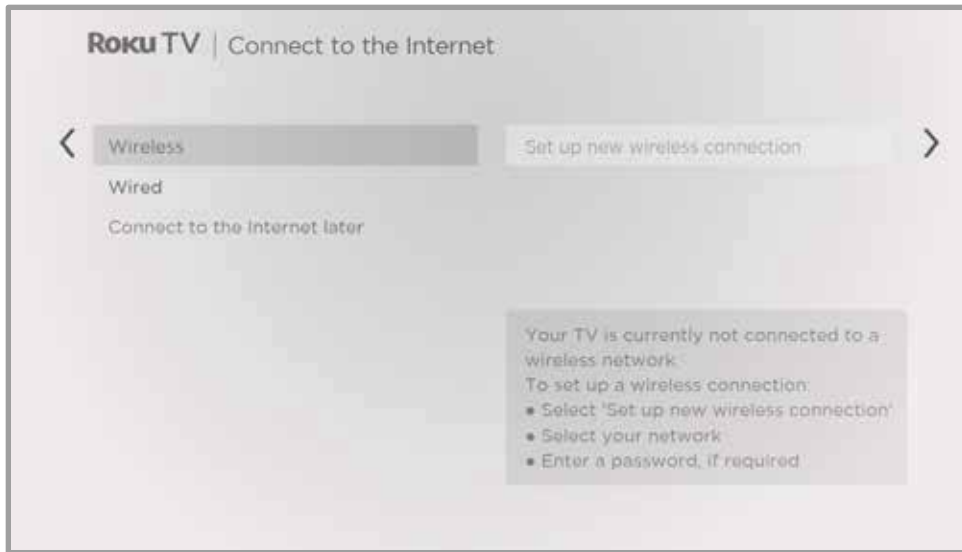 Roku TV | Connect to the Internet
Wireless
Set up new wireless connection
Wired
Connect to the Internet later
Your TV is currently not connected to a
wireless network
To set up a wireless connection:
• Select 'Set up new wireless connection'
• Select your network
• Enter a password, if required